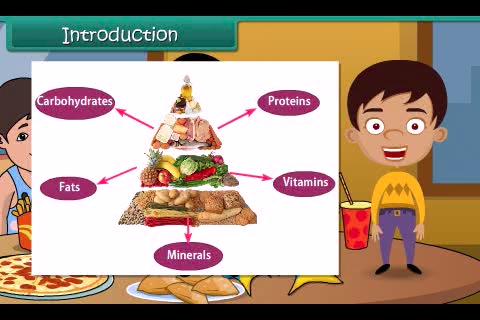 Introduction
Carbohydrates
Proteins
Fats
Vitamins
Minerals